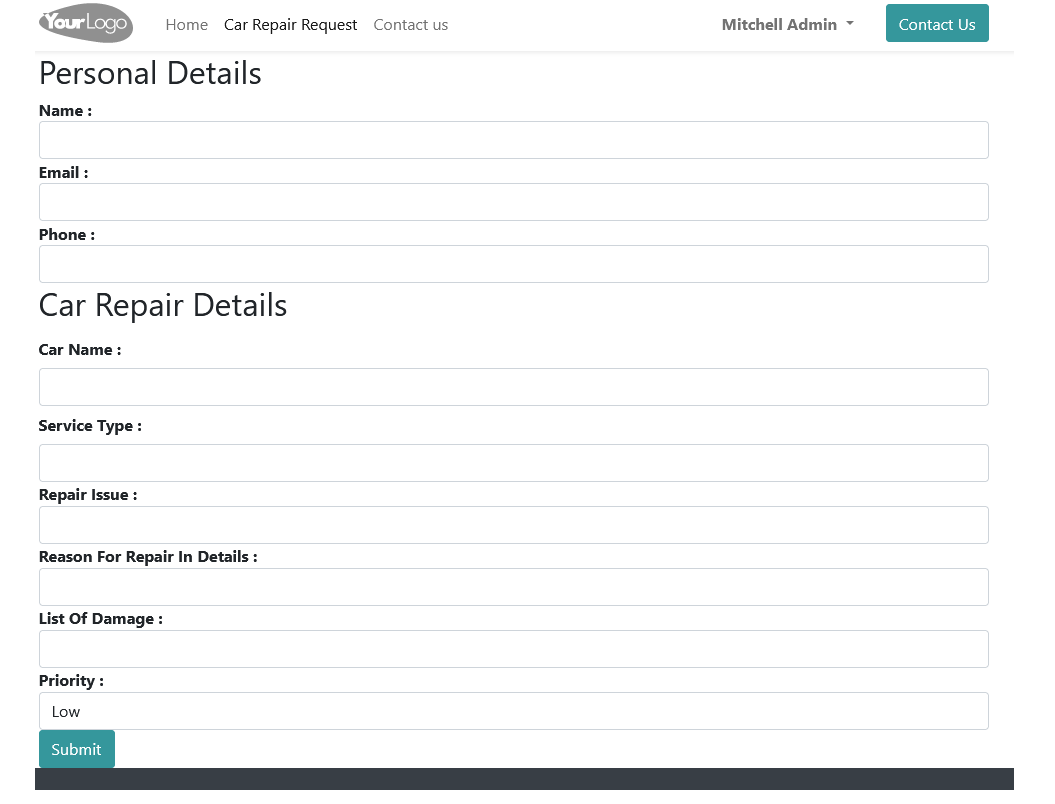 YourLogo Home Car Repair Request Contact us Mitchell Admin Contact Us
Personal Details
Name :
Email :
Phone :
Car Repair Details
Car Name :
Service Type :
Repair Issue :
Reason For Repair In Details :
List Of Damage :
Priority :
Low
Submit